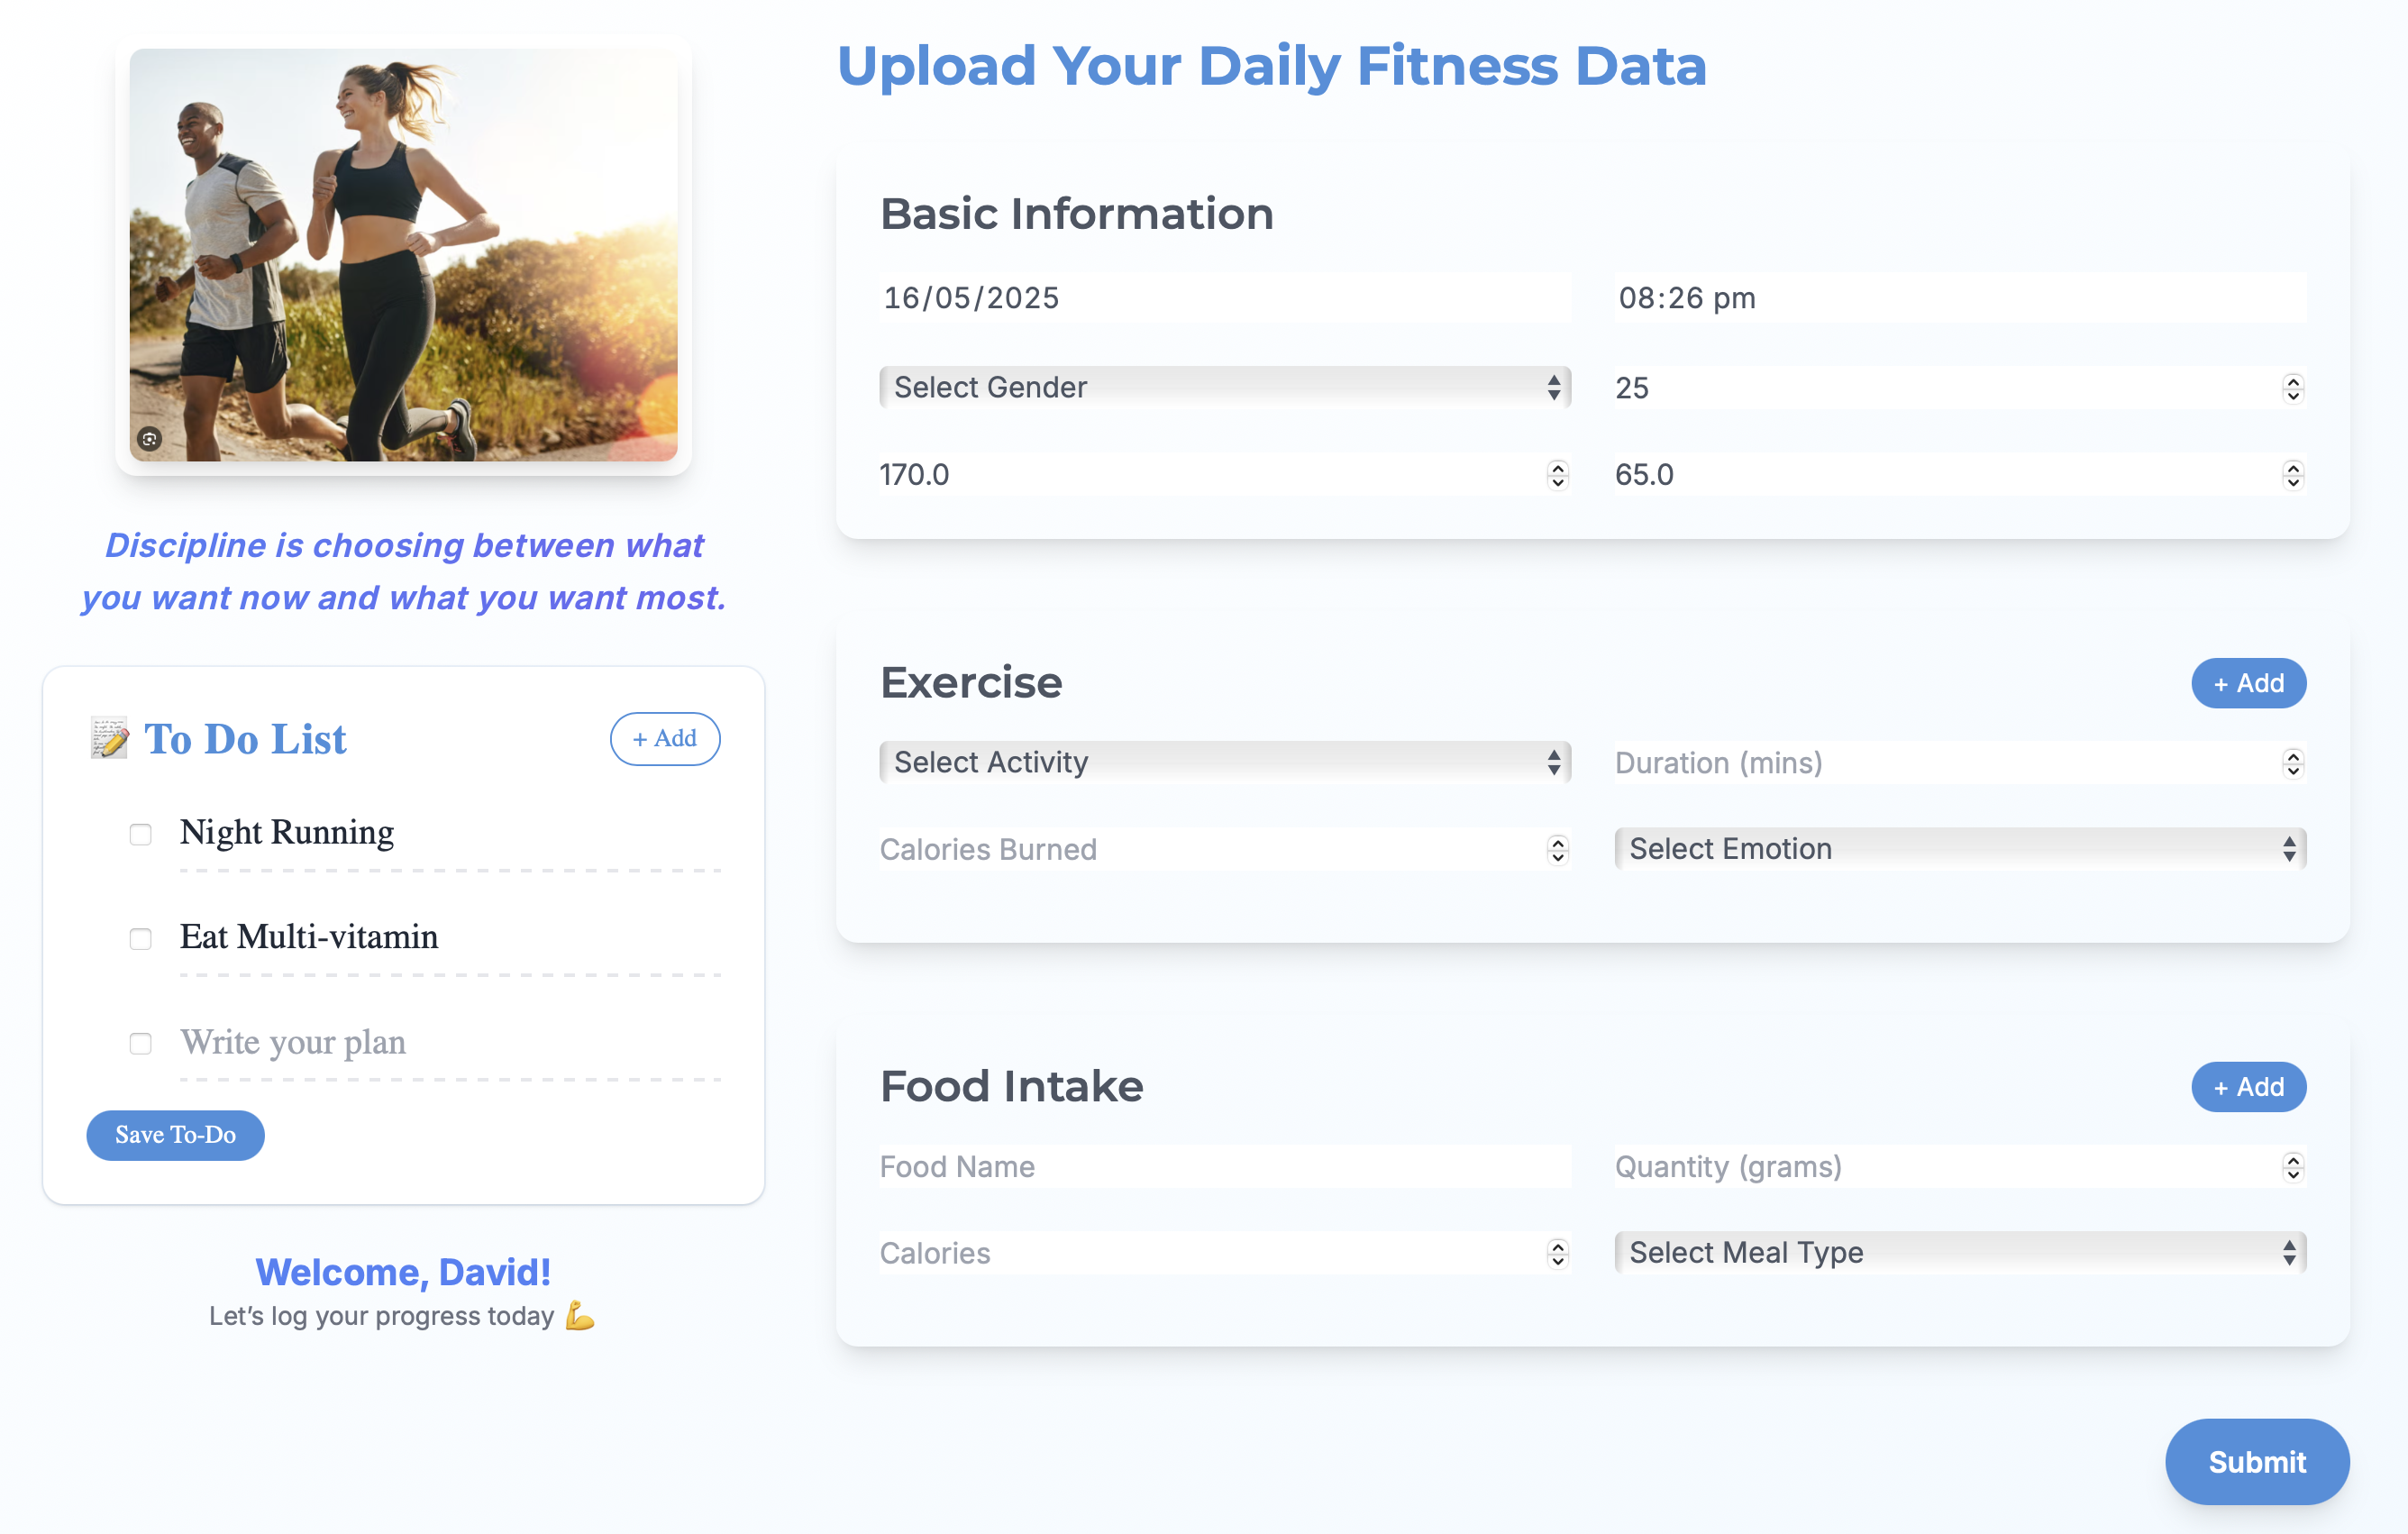 Discipline is choosing between what
you want now and what you want most.
📝 To Do List
+ Add
Night Running
Eat Multi-vitamin
Write your plan
Save To-Do
Welcome, David!
Let’s log your progress today 💪
Upload Your Daily Fitness Data
Basic Information
16/05/2025
08:26 pm
Select Gender
25
170.0
65.0
Exercise
+ Add
Select Activity
Duration (mins)
Calories Burned
Select Emotion
Food Intake
+ Add
Food Name
Quantity (grams)
Calories
Select Meal Type
Submit